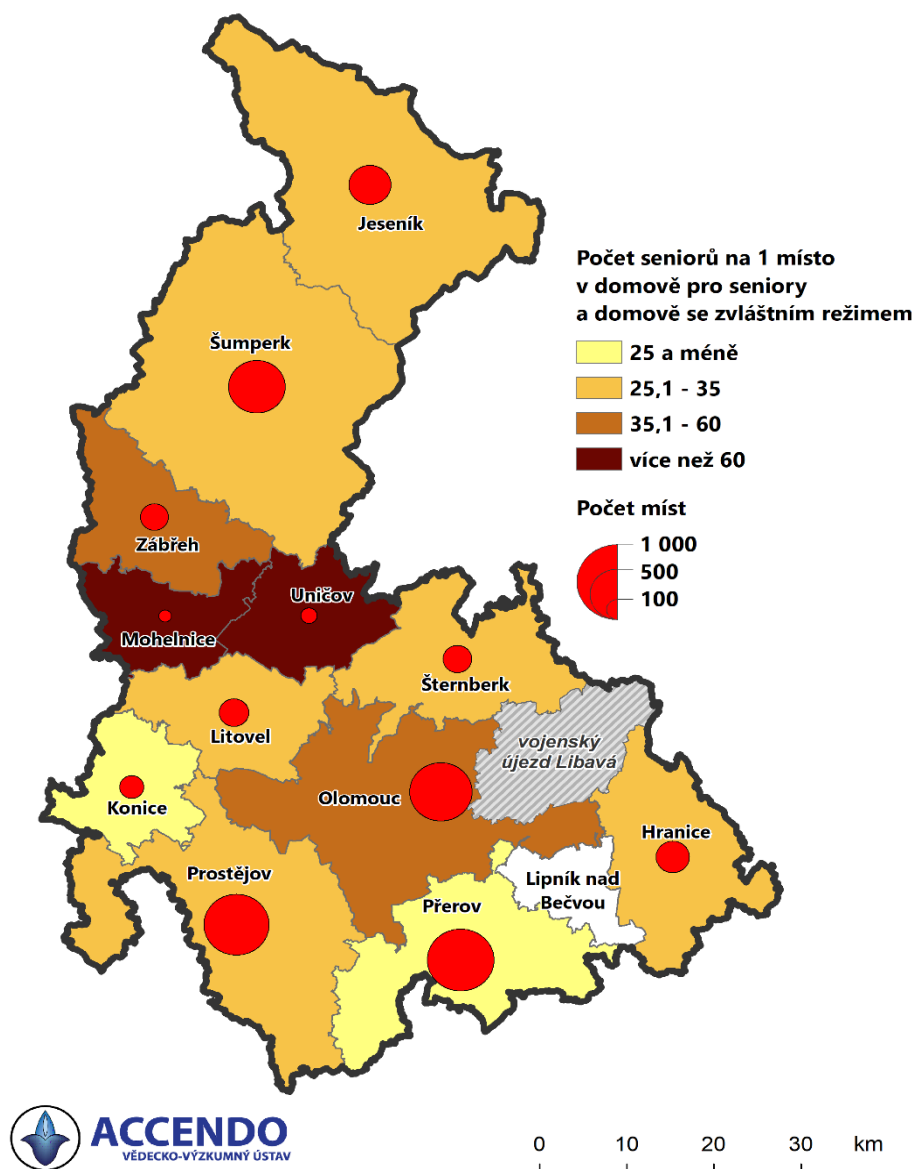 Jeseník
Počet seniorů na 1 místo
v domově pro seniory
a domově se zvláštním režimem
25 a méně
25,1 - 35
35,1 - 60
více než 60
Počet míst
1 000
500
100
Šumperk
Zábřeh
Mohelnice
Uničov
Šternberk
Litovel
vojenský
újezd Libavá
Konice
Olomouc
Hranice
Prostějov
Přerov
Lipník nad
Bečvou
ACCENDO
VĚDECKO-VÝZKUMNÝ ÚSTAV
0 10 20 30 km